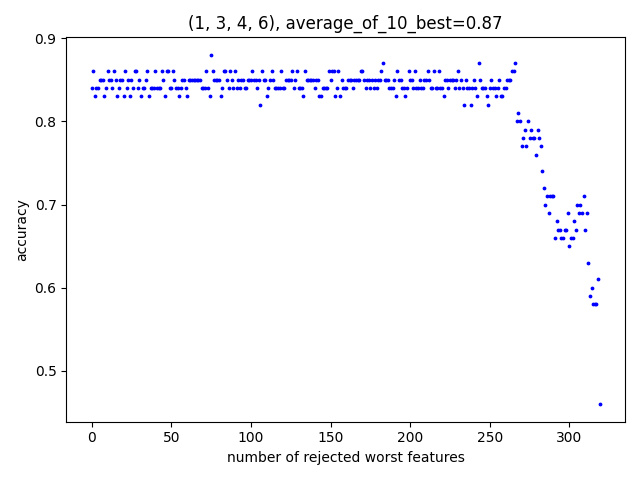 (1, 3, 4, 6), average_of_10_best=0.87
0.9
0.8
0.7
0.6
0.5
accuracy
0 50 100 150 200 250 300
number of rejected worst features